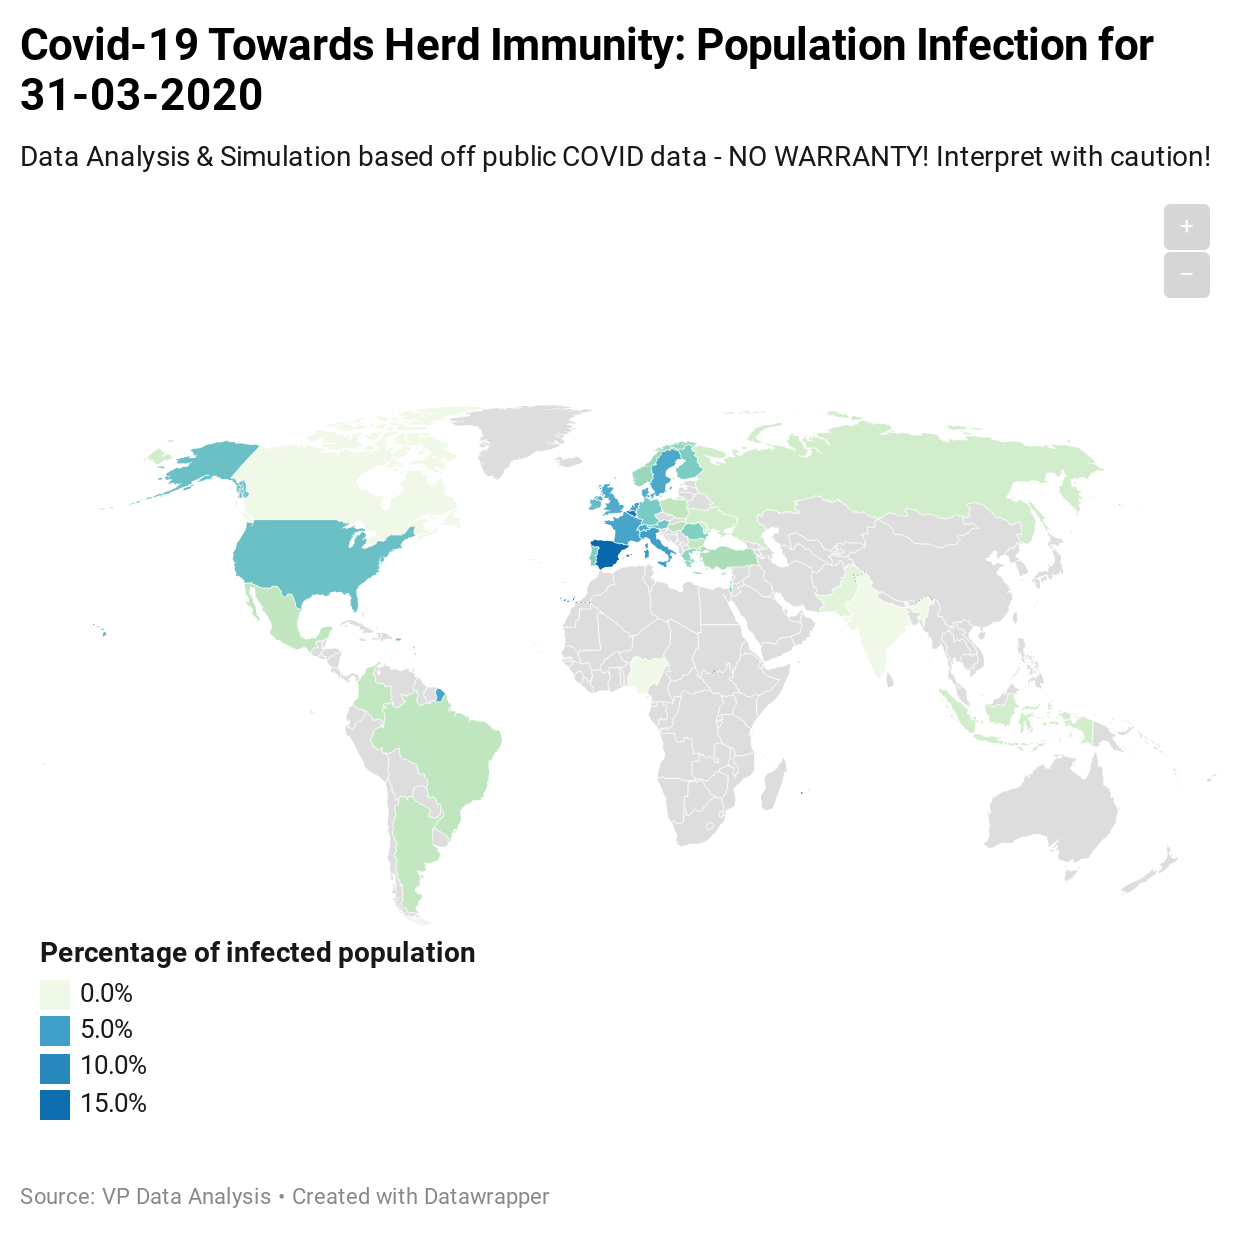 Covid-19 Towards Herd Immunity: Population Infection for
31-03-2020
Data Analysis & Simulation based off public COVID data - NO WARRANTY! Interpret with caution!
+
−
Percentage of infected population
0.0%
5.0%
10.0%
15.0%
Source: VP Data Analysis • Created with Datawrapper